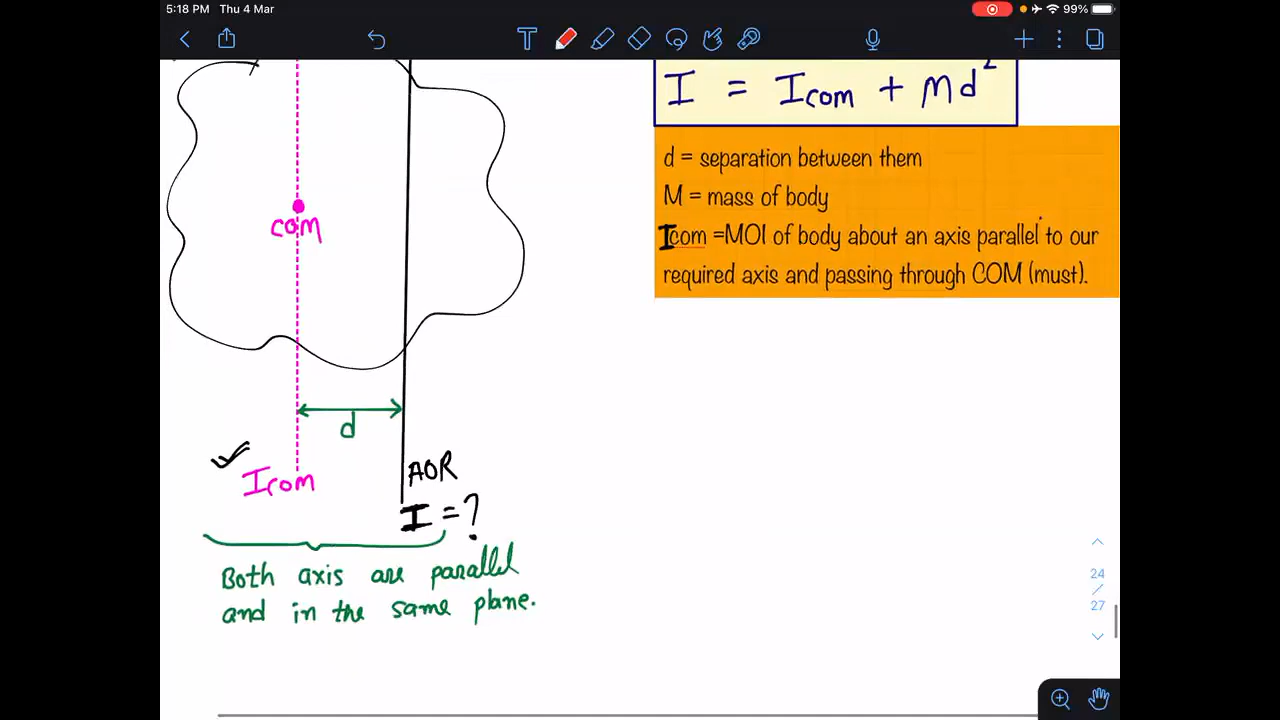 5:18 PM Thu 4 Mar
99%
I = Icom + Md²
d = separation between them
M = mass of body
Icom =MOI of body about an axis parallel to our
required axis and passing through COM (must).
com
d
Icom
AOR
I = ?
Both axis are parallel
and in the same plane.
24
/
27